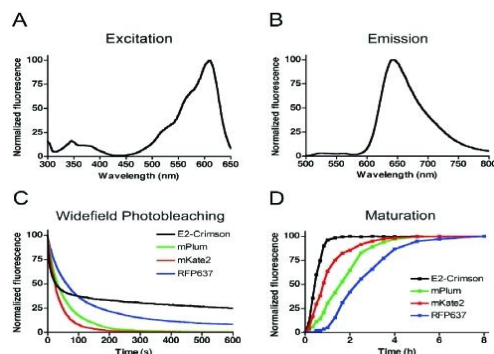 A
Excitation
Normalized fluorescence
100
75
50
25
0
300 350 400 450 500 550 600 650
Wavelength (nm)
B
Emission
Normalized fluorescence
100
75
50
25
0
500 550 600 650 700 750 800
Wavelength (nm)
C
Widefield Photobleaching
Normalized fluorescence
100
75
50
25
0
E2-Crimson
mPlum
mKate2
RFP637
0 100 200 300 400 500 600
Time (s)
D
Maturation
Normalized fluorescence
100
75
50
25
0
E2-Crimson
mPlum
mKate2
RFP637
0 2 4 6 8
Time (h)